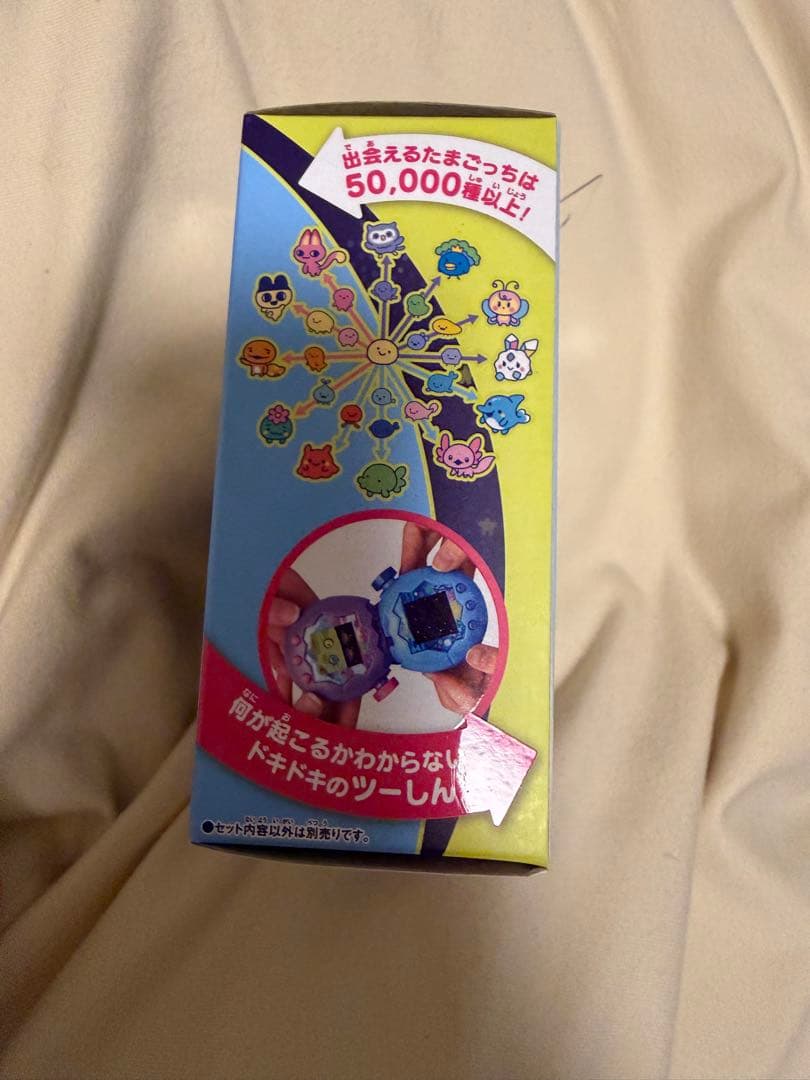 出会えるたまごっちは
50,000種以上!
何が起こるかわからない
ドキドキのツーしん
●セット内容以外は別売りです。